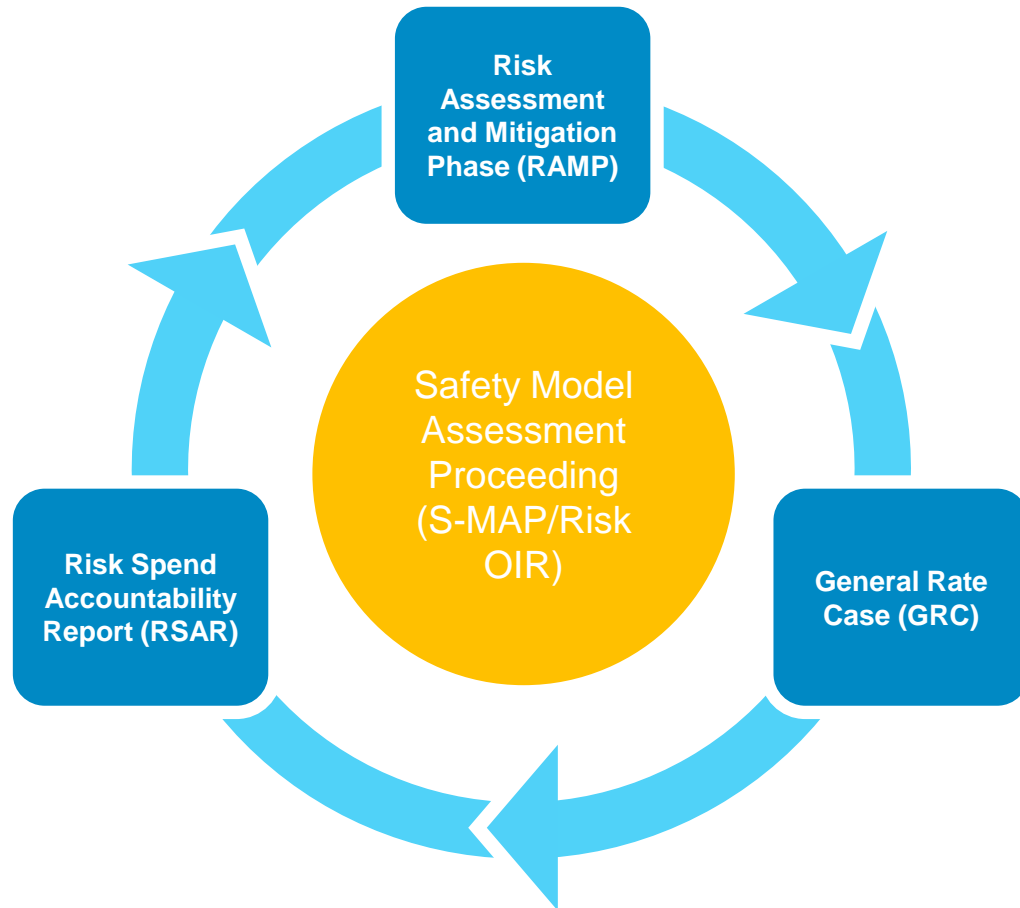 Risk
Assessment
and Mitigation
Phase (RAMP)
Safety Model
Assessment
Proceeding
(S-MAP/Risk
OIR)
Risk Spend
Accountability
Report (RSAR)
General Rate
Case (GRC)